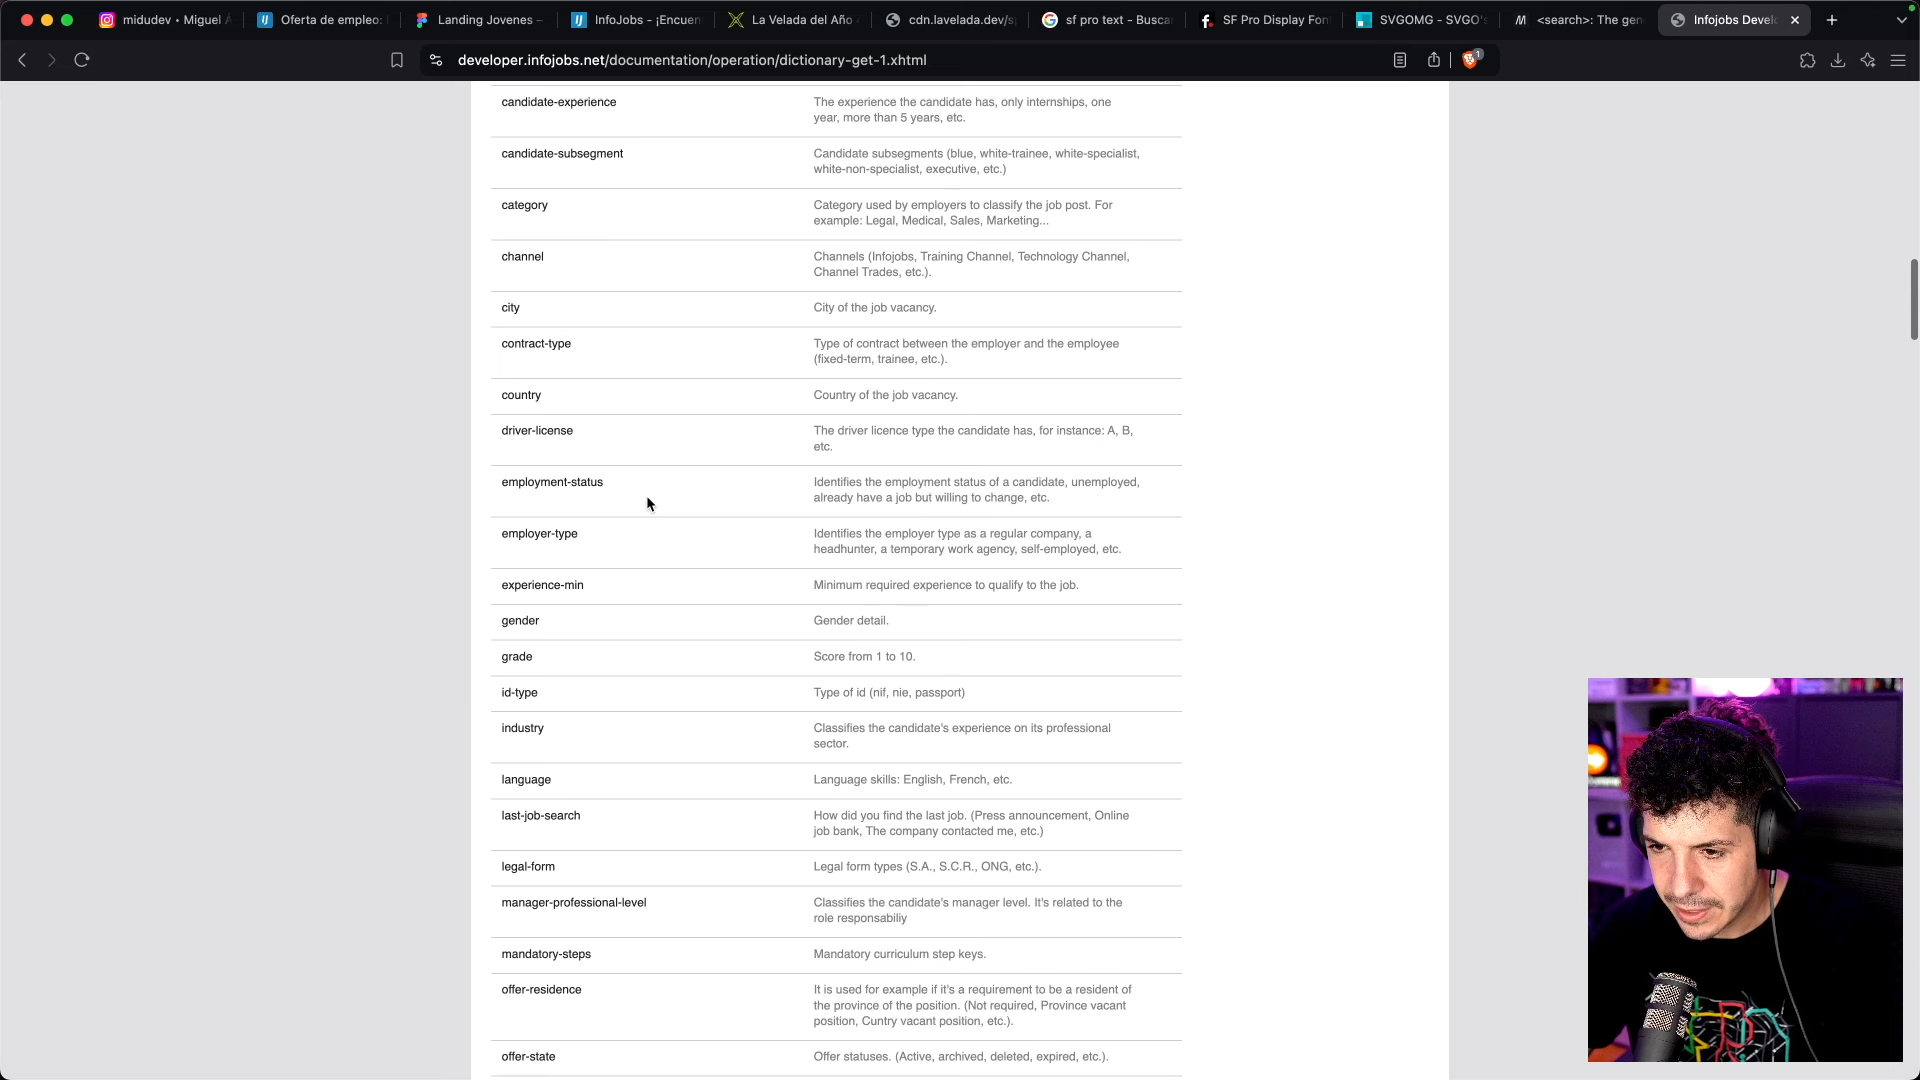 midudev • Miguel Á
Oferta de empleo:
Landing Jovenes –
InfoJobs - ¡Encuen
La Velada del Año
cdn.lavelada.dev/s
sf pro text - Busca
SF Pro Display Fon
SVGOMG - SVGO's
<search>: The gen
Infojobs Devel
developer.infojobs.net/documentation/operation/dictionary-get-1.xhtml
1
candidate-experience
The experience the candidate has, only internships, one
year, more than 5 years, etc.
candidate-subsegment
Candidate subsegments (blue, white-trainee, white-specialist,
white-non-specialist, executive, etc.)
category
Category used by employers to classify the job post. For
example: Legal, Medical, Sales, Marketing...
channel
Channels (Infojobs, Training Channel, Technology Channel,
Channel Trades, etc.).
city
City of the job vacancy.
contract-type
Type of contract between the employer and the employee
(fixed-term, trainee, etc.).
country
Country of the job vacancy.
driver-license
The driver licence type the candidate has, for instance: A, B,
etc.
employment-status
Identifies the employment status of a candidate, unemployed,
already have a job but willing to change, etc.
employer-type
Identifies the employer type as a regular company, a
headhunter, a temporary work agency, self-employed, etc.
experience-min
Minimum required experience to qualify to the job.
gender
Gender detail.
grade
Score from 1 to 10.
id-type
Type of id (nif, nie, passport)
industry
Classifies the candidate's experience on its professional
sector.
language
Language skills: English, French, etc.
last-job-search
How did you find the last job. (Press announcement, Online
job bank, The company contacted me, etc.)
legal-form
Legal form types (S.A., S.C.R., ONG, etc.).
manager-professional-level
Classifies the candidate's manager level. It's related to the
role responsabiliy
mandatory-steps
Mandatory curriculum step keys.
offer-residence
It is used for example if it's a requirement to be a resident of
the province of the position. (Not required, Province vacant
position, Cuntry vacant position, etc.).
offer-state
Offer statuses. (Active, archived, deleted, expired, etc.).